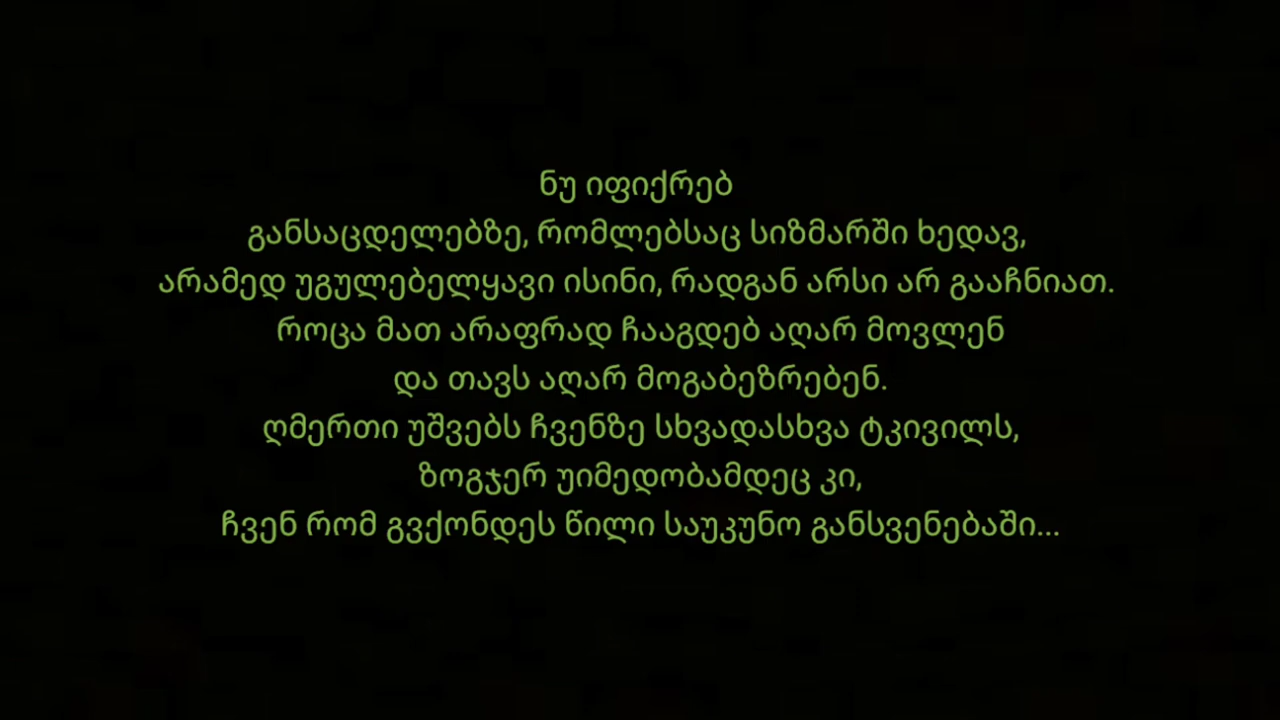 ნუ იფიქრებ
განსაცდელებზე, რომლებსაც სიზმარში ხედავ,
არამედ უგულებელყავი ისინი, რადგან არსი არ გააჩნიათ.
როცა მათ არაფრად ჩააგდებ აღარ მოვლენ
და თავს აღარ მოგაბეზრებენ.
ღმერთი უშვებს ჩვენზე სხვადასხვა ტკივილს,
ზოგჯერ უიმედობამდეც კი,
ჩვენ რომ გვქონდეს წილი საუკუნო განსვენებაში...